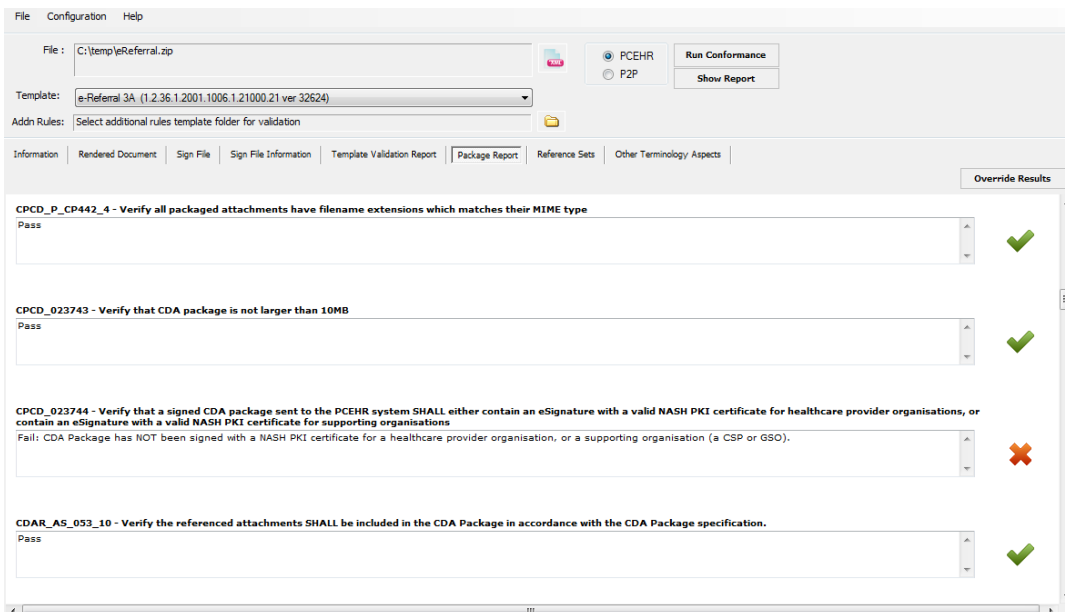 File Configuration Help
File : C:\temp\eReferral.zip
XML
PCEHR
P2P
Run Conformance
Show Report
Template: e-Referral 3A (1.2.36.1.2001.1006.1.21000.21 ver 32624)
Addn Rules: Select additional rules template folder for validation
Information Rendered Document Sign File Sign File Information Template Validation Report Package Report Reference Sets Other Terminology Aspects
Override Results
CPCD_P_CP442_4 - Verify all packaged attachments have filename extensions which matches their MIME type
Pass
CPCD_023743 - Verify that CDA package is not larger than 10MB
Pass
CPCD_023744 - Verify that a signed CDA package sent to the PCEHR system SHALL either contain an eSignature with a valid NASH PKI certificate for healthcare provider organisations, or
contain an eSignature with a valid NASH PKI certificate for supporting organisations
Fail: CDA Package has NOT been signed with a NASH PKI certificate for a healthcare provider organisation, or a supporting organisation (a CSP or GSO).
CDAR_AS_053_10 - Verify the referenced attachments SHALL be included in the CDA Package in accordance with the CDA Package specification.
Pass